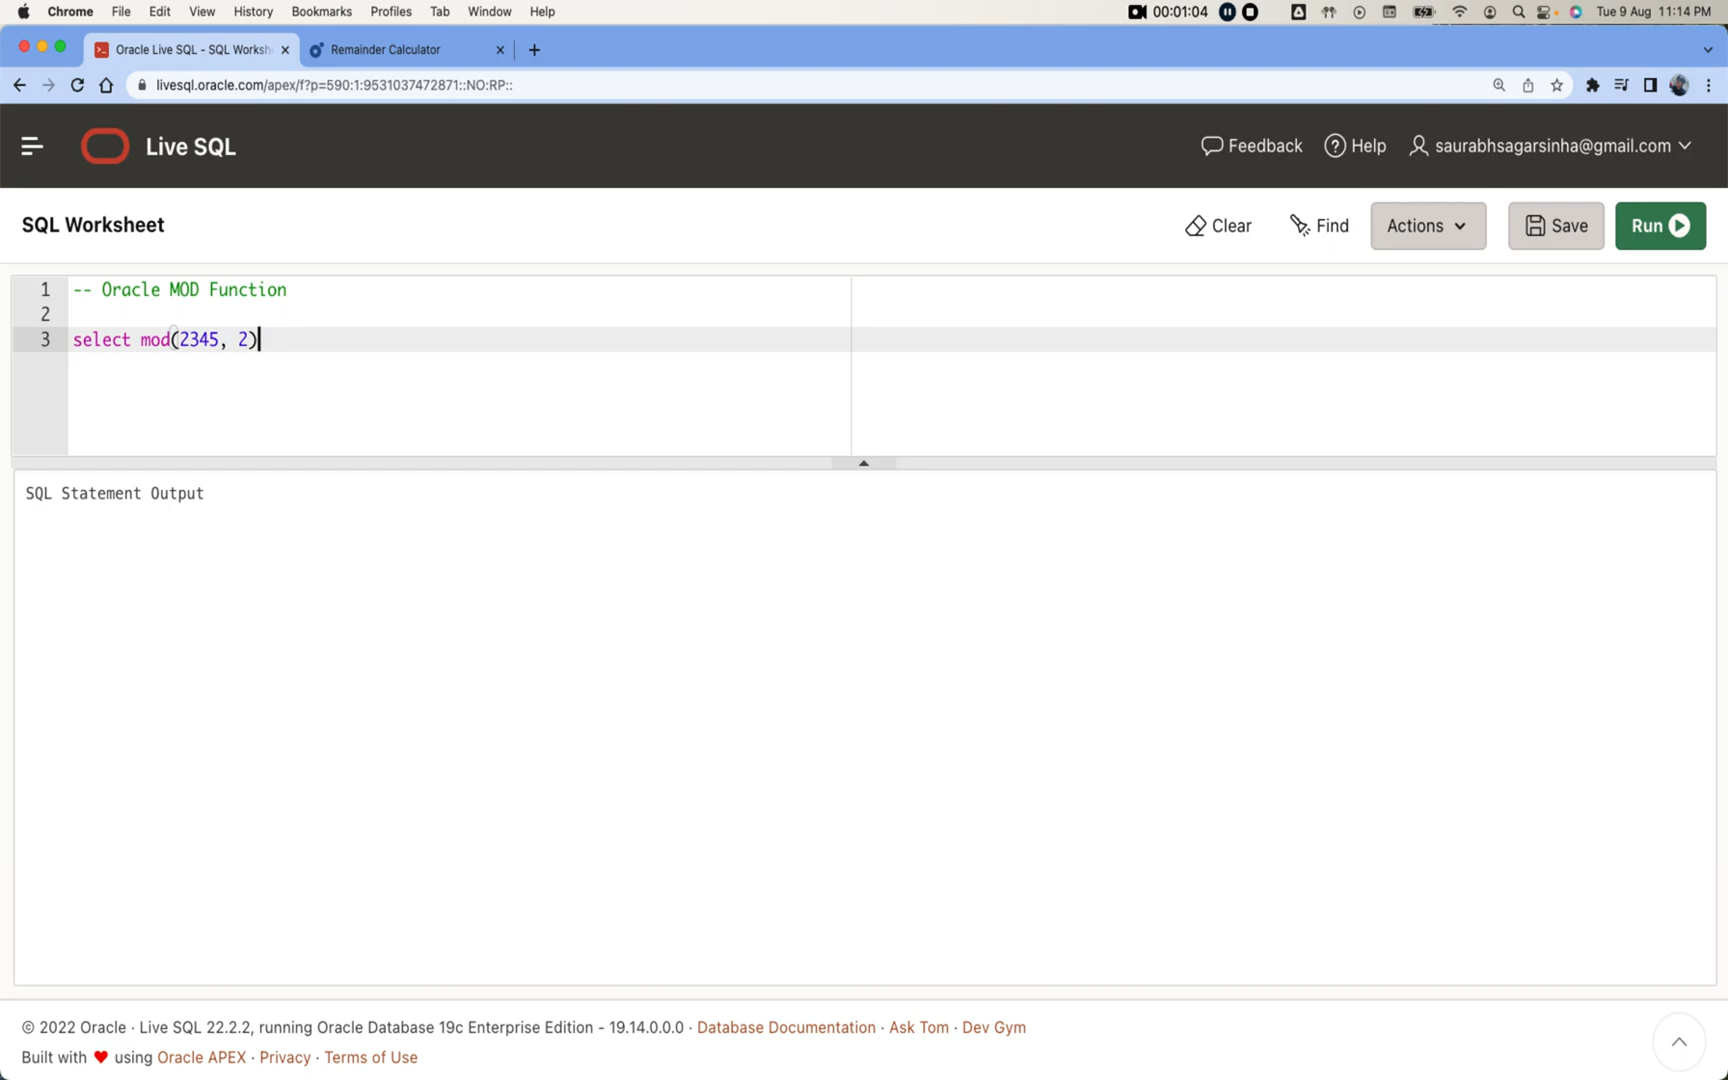 Chrome File Edit View History Bookmarks Profiles Tab Window Help 00:01:04 Tue 9 Aug 11:14 PM
Oracle Live SQL - SQL Worksh Remainder Calculator
livesql.oracle.com/apex/f?p=590:1:9531037472871::NO:RP::
Live SQL Feedback Help saurabhsagarsinha@gmail.com
SQL Worksheet Clear Find Actions Save Run
1 -- Oracle MOD Function
2
3 select mod(2345, 2)
SQL Statement Output
© 2022 Oracle · Live SQL 22.2.2, running Oracle Database 19c Enterprise Edition - 19.14.0.0.0 · Database Documentation · Ask Tom · Dev Gym
Built with ❤ using Oracle APEX · Privacy · Terms of Use